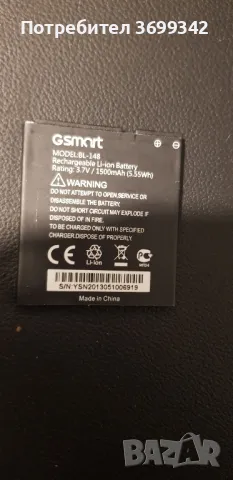 Потребител 3699342
GSmart
MODEL:BL-148
Rechargeable Li-ion Battery
Rating: 3.7V / 1500mAh (5.55Wh)
WARNING:
DO NOT ATTEMPT TO OPEN,SERVICE OR
DISASSEMBLE THE BATTERY.
DO NOT SHORT CIRCUIT MAY EXPLODE IF
DISPOSED OF IN FIRE.
TO BE CHARGED ONLY WITH SPECIFIED
CHARGER, DISPOSE OF PROPERLY.
Li-ion
S/N:YSN2013051006919
Made in China
BAZAR